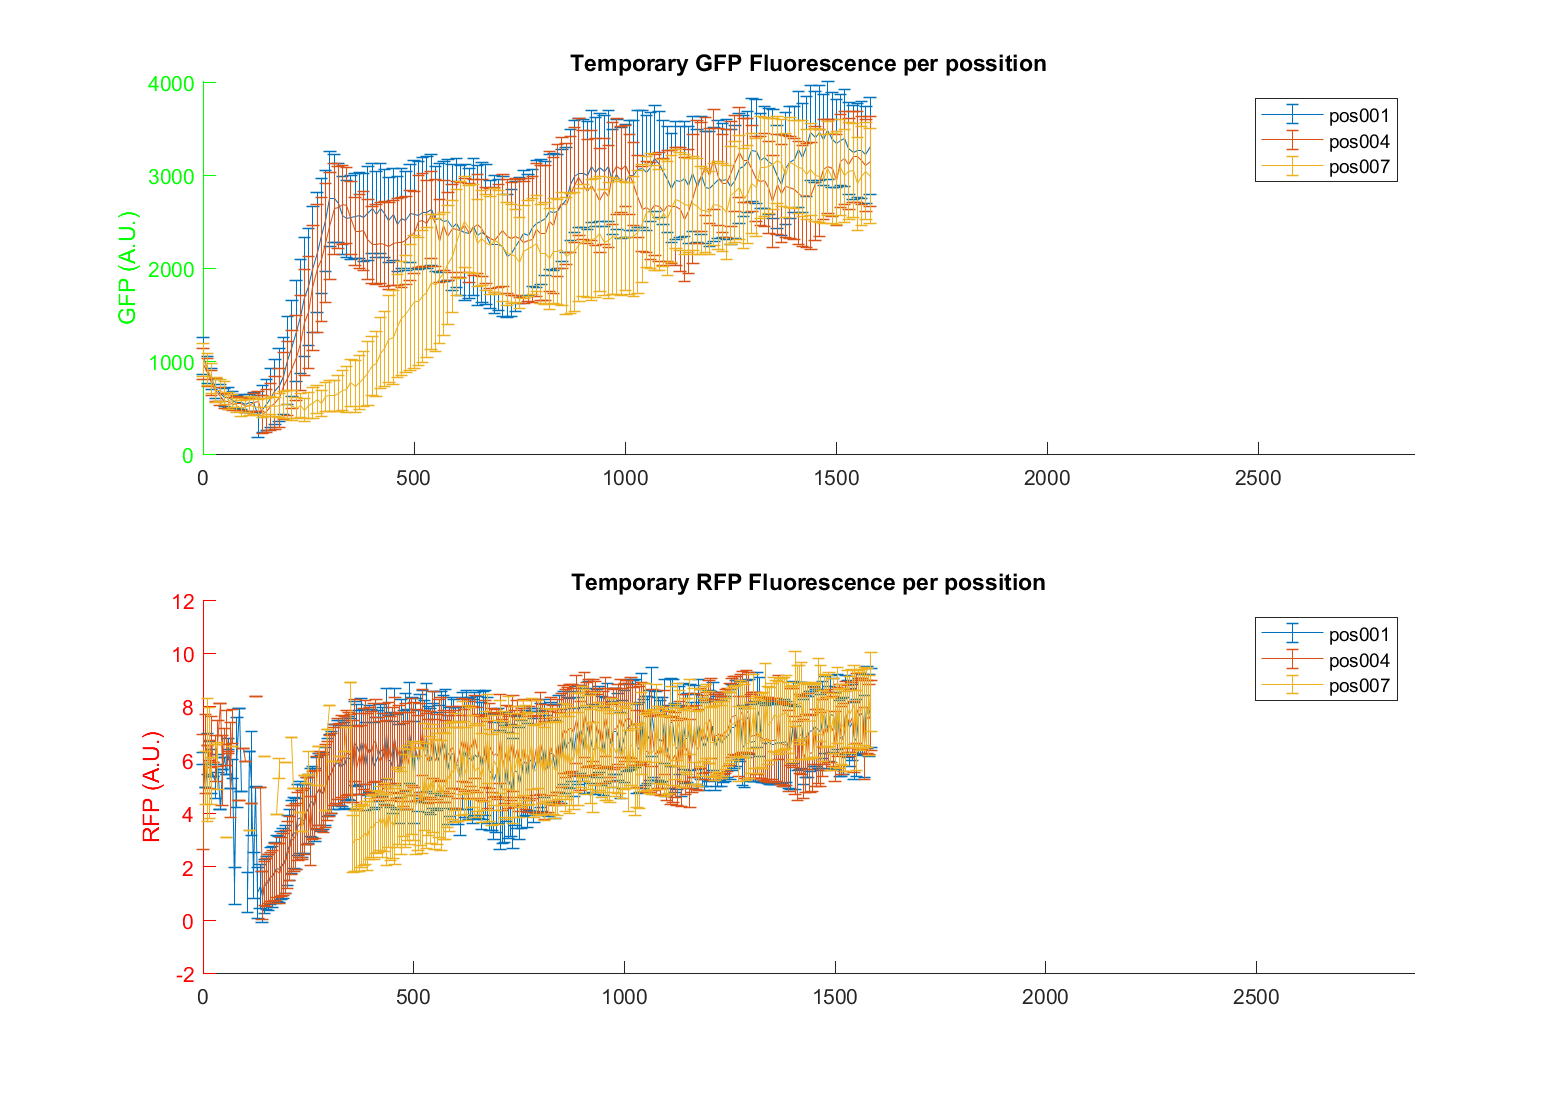 Temporary GFP Fluorescence per possition
4000
3000
2000
1000
0
GFP (A.U.)
0 500 1000 1500 2000 2500
pos001
pos004
pos007
Temporary RFP Fluorescence per possition
12
10
8
6
4
2
0
-2
RFP (A.U.)
0 500 1000 1500 2000 2500
pos001
pos004
pos007